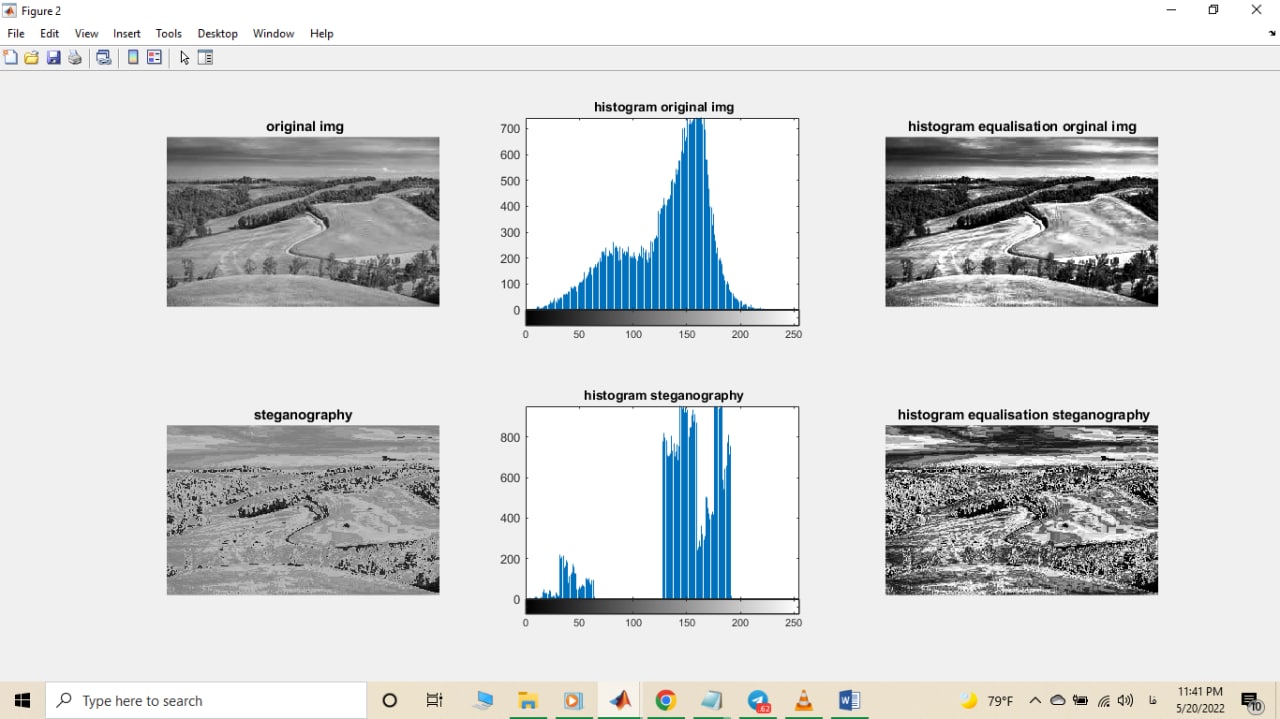 Figure 2
File Edit View Insert Tools Desktop Window Help
original img
histogram original img
histogram equalisation orginal img
700
600
500
400
300
200
100
0
0 50 100 150 200 250
steganography
histogram steganography
histogram equalisation steganography
800
600
400
200
0
0 50 100 150 200 250
Type here to search
.62
W
79°F
فا
11:41 PM
5/20/2022
10